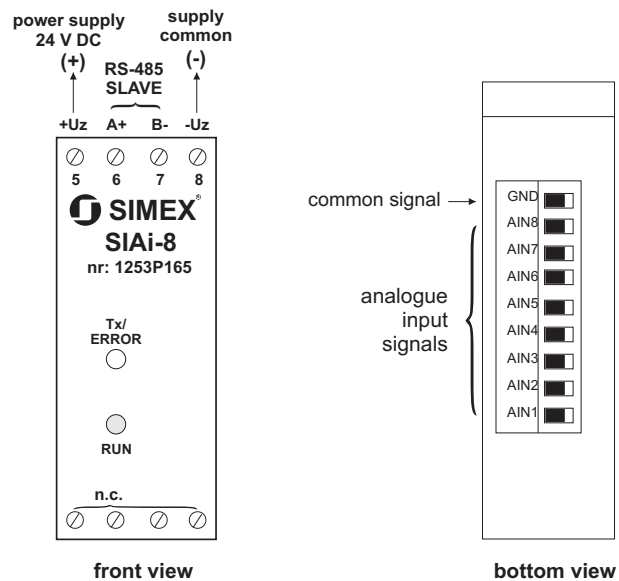 power supply
24 V DC
(+)
supply
common
(-)
RS-485
SLAVE
+Uz A+ B- -Uz
5 6 7 8
SIMEX®
SIAi-8
nr: 1253P165
Tx/
ERROR
RUN
n.c.
front view
common signal
analogue
input
signals
GND
AIN8
AIN7
AIN6
AIN5
AIN4
AIN3
AIN2
AIN1
bottom view